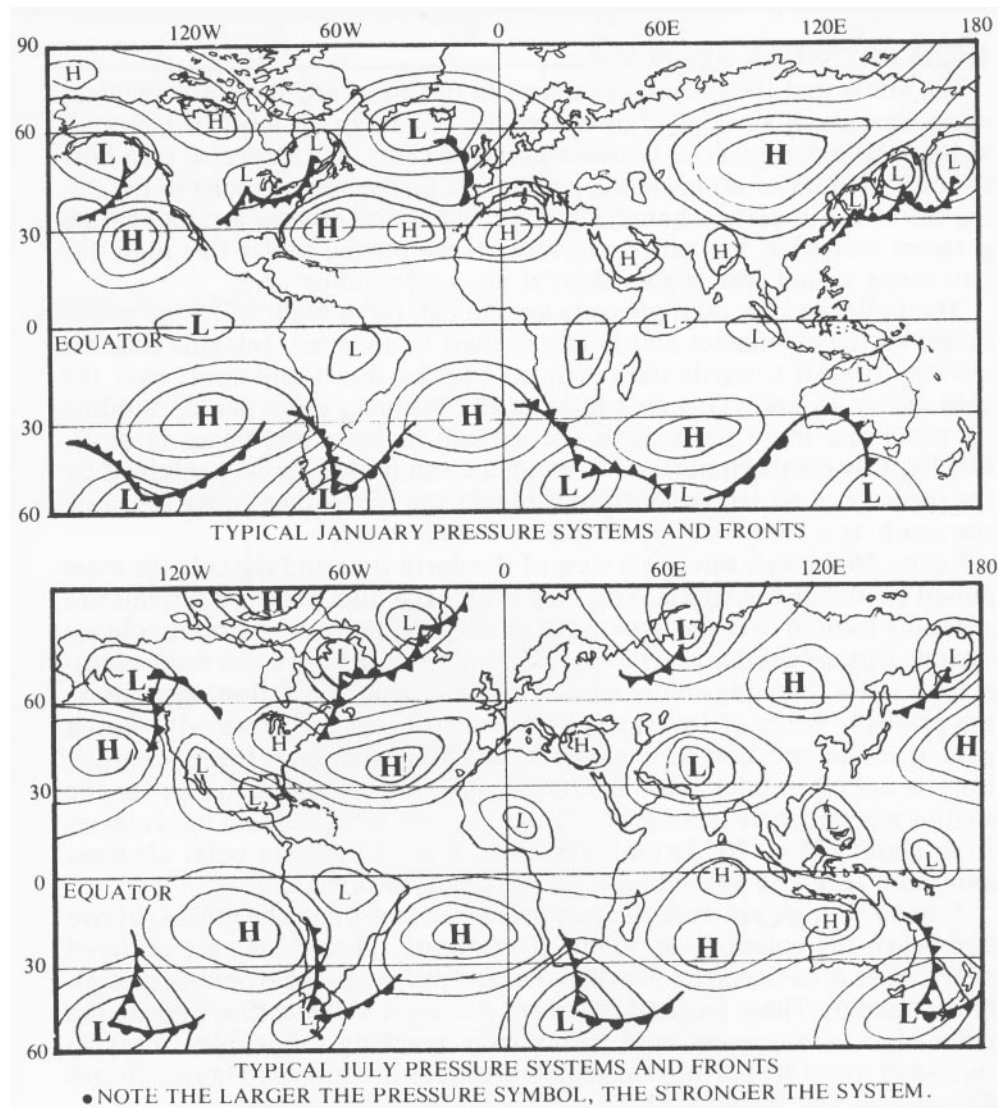 120W 60W 0 60E 120E 180
90
H
H L L L H L
L L L
30 H H H H
H H
0 L L L
EQUATOR L L L
H H
30 H
L
60 L L L L
TYPICAL JANUARY PRESSURE SYSTEMS AND FRONTS
120W 60W 0 60E 120E 180
H L
L L L L
60 H
H H H H H
L L
30 L
L L
L
0 H
EQUATOR L
H H H H
30
L L L L
60
TYPICAL JULY PRESSURE SYSTEMS AND FRONTS
●NOTE THE LARGER THE PRESSURE SYMBOL, THE STRONGER THE SYSTEM.